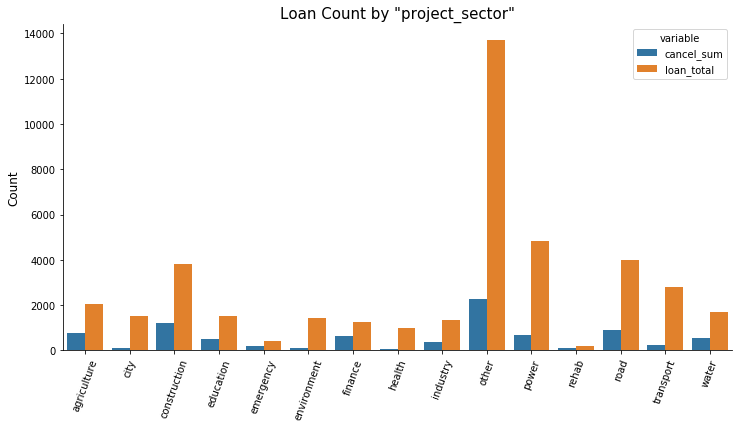 Loan Count by "project_sector"
variable
cancel_sum
loan_total
Count
14000
12000
10000
8000
6000
4000
2000
0
agriculture
city
construction
education
emergency
environment
finance
health
industry
other
power
rehab
road
transport
water